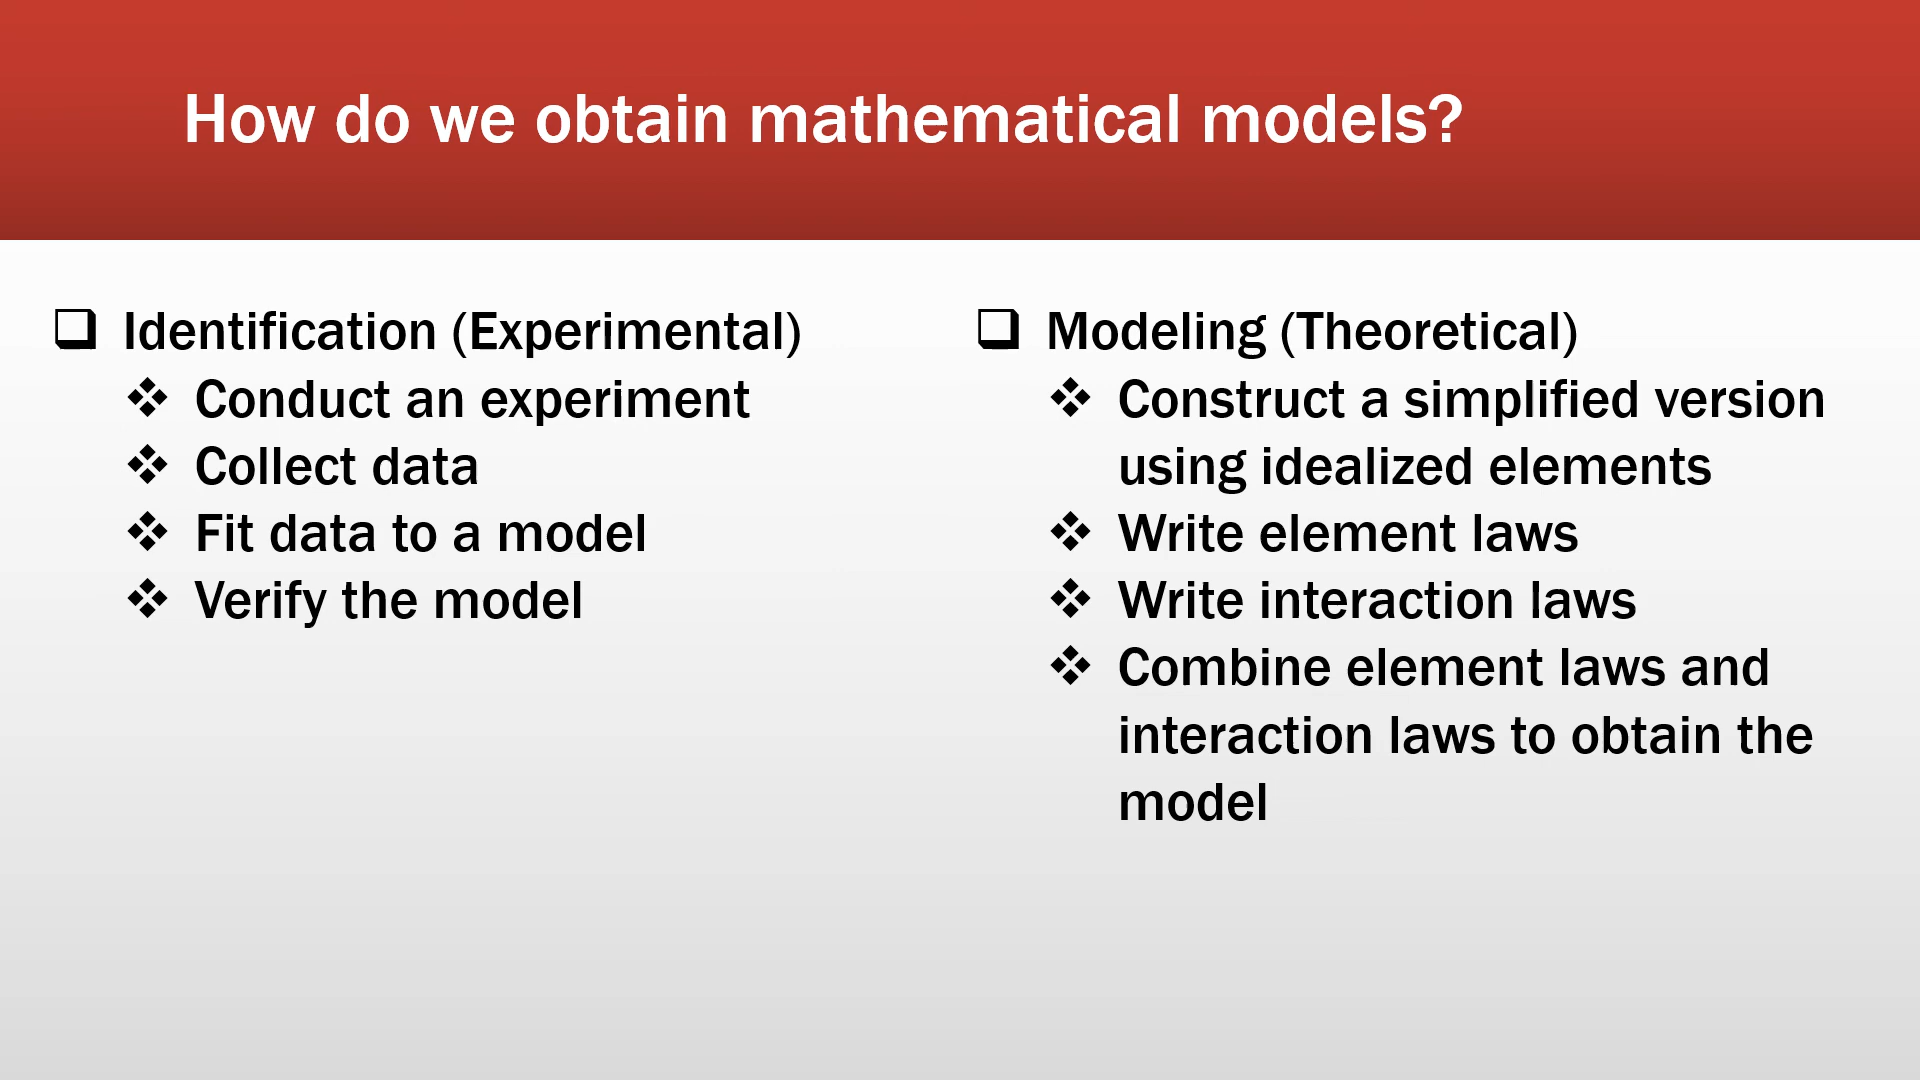 How do we obtain mathematical models?
Identification (Experimental)
Conduct an experiment
Collect data
Fit data to a model
Verify the model
Modeling (Theoretical)
Construct a simplified version
using idealized elements
Write element laws
Write interaction laws
Combine element laws and
interaction laws to obtain the
model